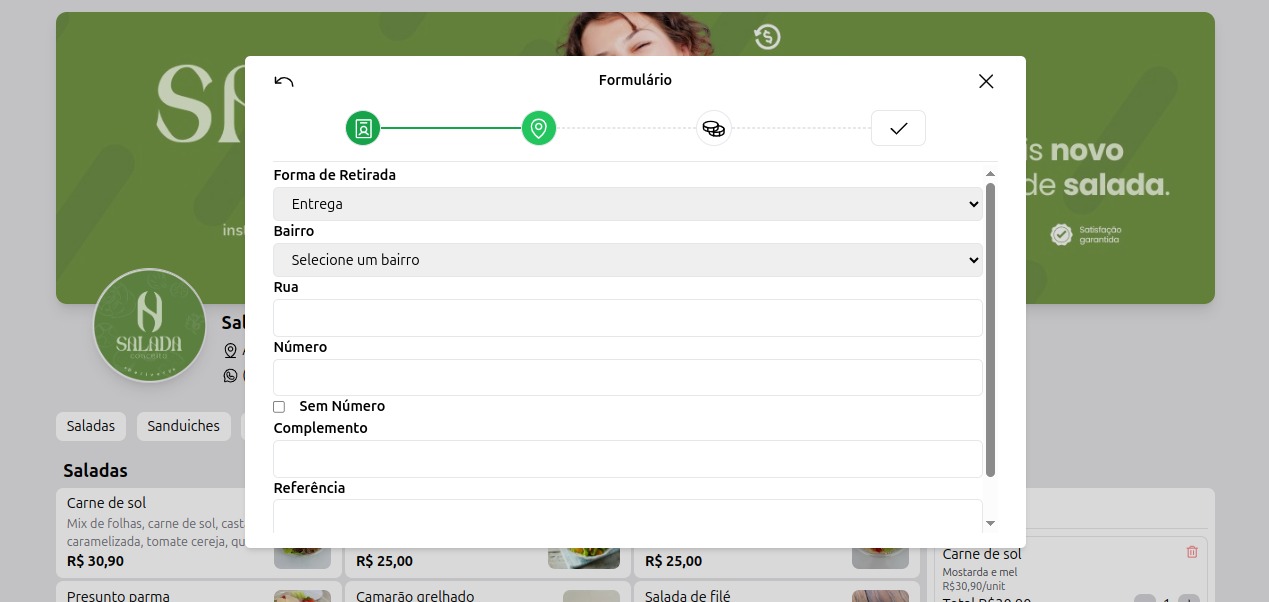 SA
is novo
de salada.
inst
Satisfação
garantida
SALADA
conceito
Sal
Saladas
Sanduiches
Saladas
Carne de sol
Mix de folhas, carne de sol, cast
caramelizada, tomate cereja, qu
R$ 30,90
R$ 25,00
R$ 25,00
Presunto parma
Camarão grelhado
Salada de filé
Formulário
Forma de Retirada
Entrega
Bairro
Selecione um bairro
Rua
Número
Sem Número
Complemento
Referência
Carne de sol
Mostarda e mel
R$30,90/unit
Total R$30,90
1